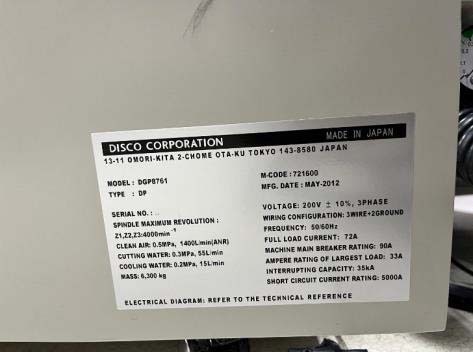 DISCO CORPORATION
MADE IN JAPAN
13-11 OMORI-KITA 2-CHOME OTA-KU TOKYO 143-8580 JAPAN
MODEL : DGP8761
TYPE : DP
SERIAL NO. :
SPINDLE MAXIMUM REVOLUTION :
Z1,Z2,Z3:4000min⁻¹
CLEAN AIR: 0.5MPa, 1400L/min(ANR)
CUTTING WATER: 0.3MPa, 55L/min
COOLING WATER: 0.2MPa, 15L/min
MASS: 6,300 kg
M-CODE : 721600
MFG. DATE : MAY-2012
VOLTAGE: 200V ± 10%, 3PHASE
WIRING CONFIGURATION: 3WIRE+2GROUND
FREQUENCY: 50/60Hz
FULL LOAD CURRENT: 72A
MACHINE MAIN BREAKER RATING: 90A
AMPERE RATING OF LARGEST LOAD: 33A
INTERRUPTING CAPACITY: 35kA
SHORT CIRCUIT CURRENT RATING: 5000A
ELECTRICAL DIAGRAM: REFER TO THE TECHNICAL REFERENCE